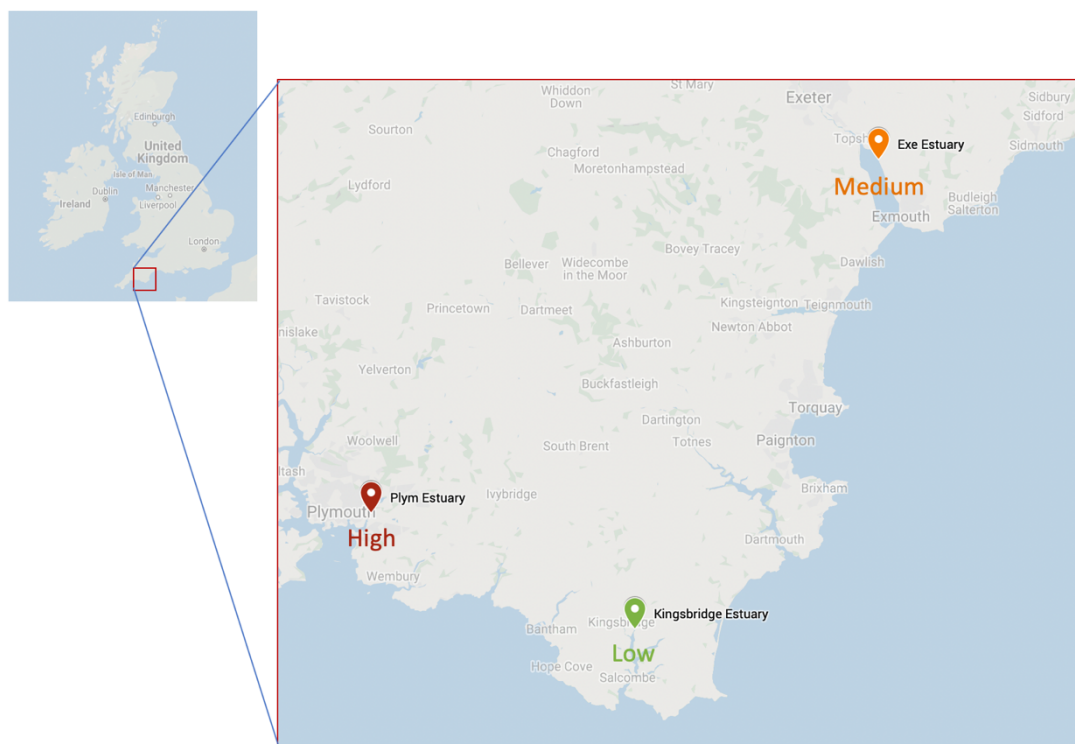 Edinburgh
United
Kingdom
Isle of Man
Dublin
Manchester
Ireland
Liverpool
London
Whiddon
Down
St Mary
Exeter
Sidbury
Sidford
Sourton
Topsh
Exe Estuary
Sidmouth
Chagford
Moretonhampstead
Lydford
Medium
Budleigh
Salterton
Exmouth
Bovey Tracey
Bellever
Widecombe
in the Moor
Dawlish
Tavistock
Princetown
Dartmeet
Kingsteignton
Teignmouth
nislake
Newton Abbot
Ashburton
Yelverton
Buckfastleigh
Torquay
Dartington
Woolwell
South Brent
Totnes
Paignton
ltash
Plym Estuary
Ivybridge
Brixham
Plymouth
High
Dartmouth
Wembury
Kingsbridge Estuary
Bantham
Kingsbridge
Low
Hope Cove
Salcombe